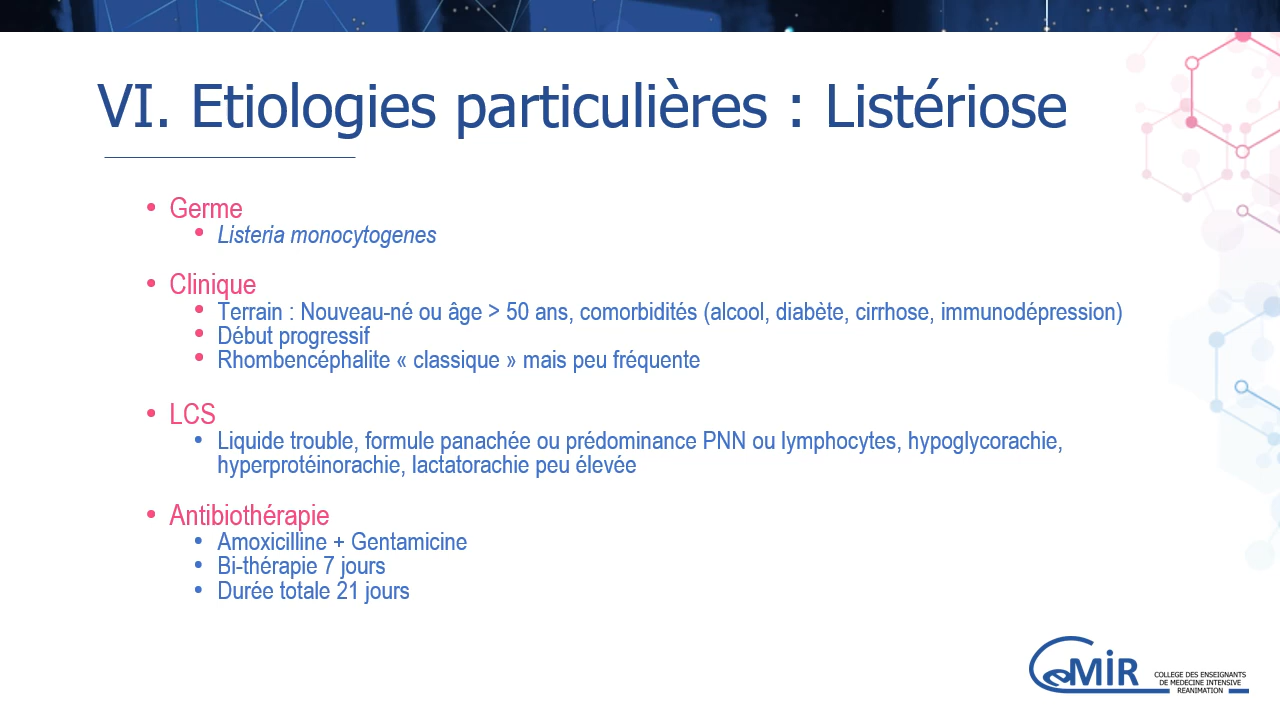 VI. Etiologies particulières : Listériose
• Germe
• Listeria monocytogenes
• Clinique
• Terrain : Nouveau-né ou âge > 50 ans, comorbidités (alcool, diabète, cirrhose, immunodépression)
• Début progressif
• Rhombencéphalite « classique » mais peu fréquente
• LCS
• Liquide trouble, formule panachée ou prédominance PNN ou lymphocytes, hypoglycorachie,
hyperprotéinorachie, lactatorachie peu élevée
• Antibiothérapie
• Amoxicilline + Gentamicine
• Bi-thérapie 7 jours
• Durée totale 21 jours
CeMIR
COLLEGE DES ENSEIGNANTS
DE MEDECINE INTENSIVE
REANIMATION